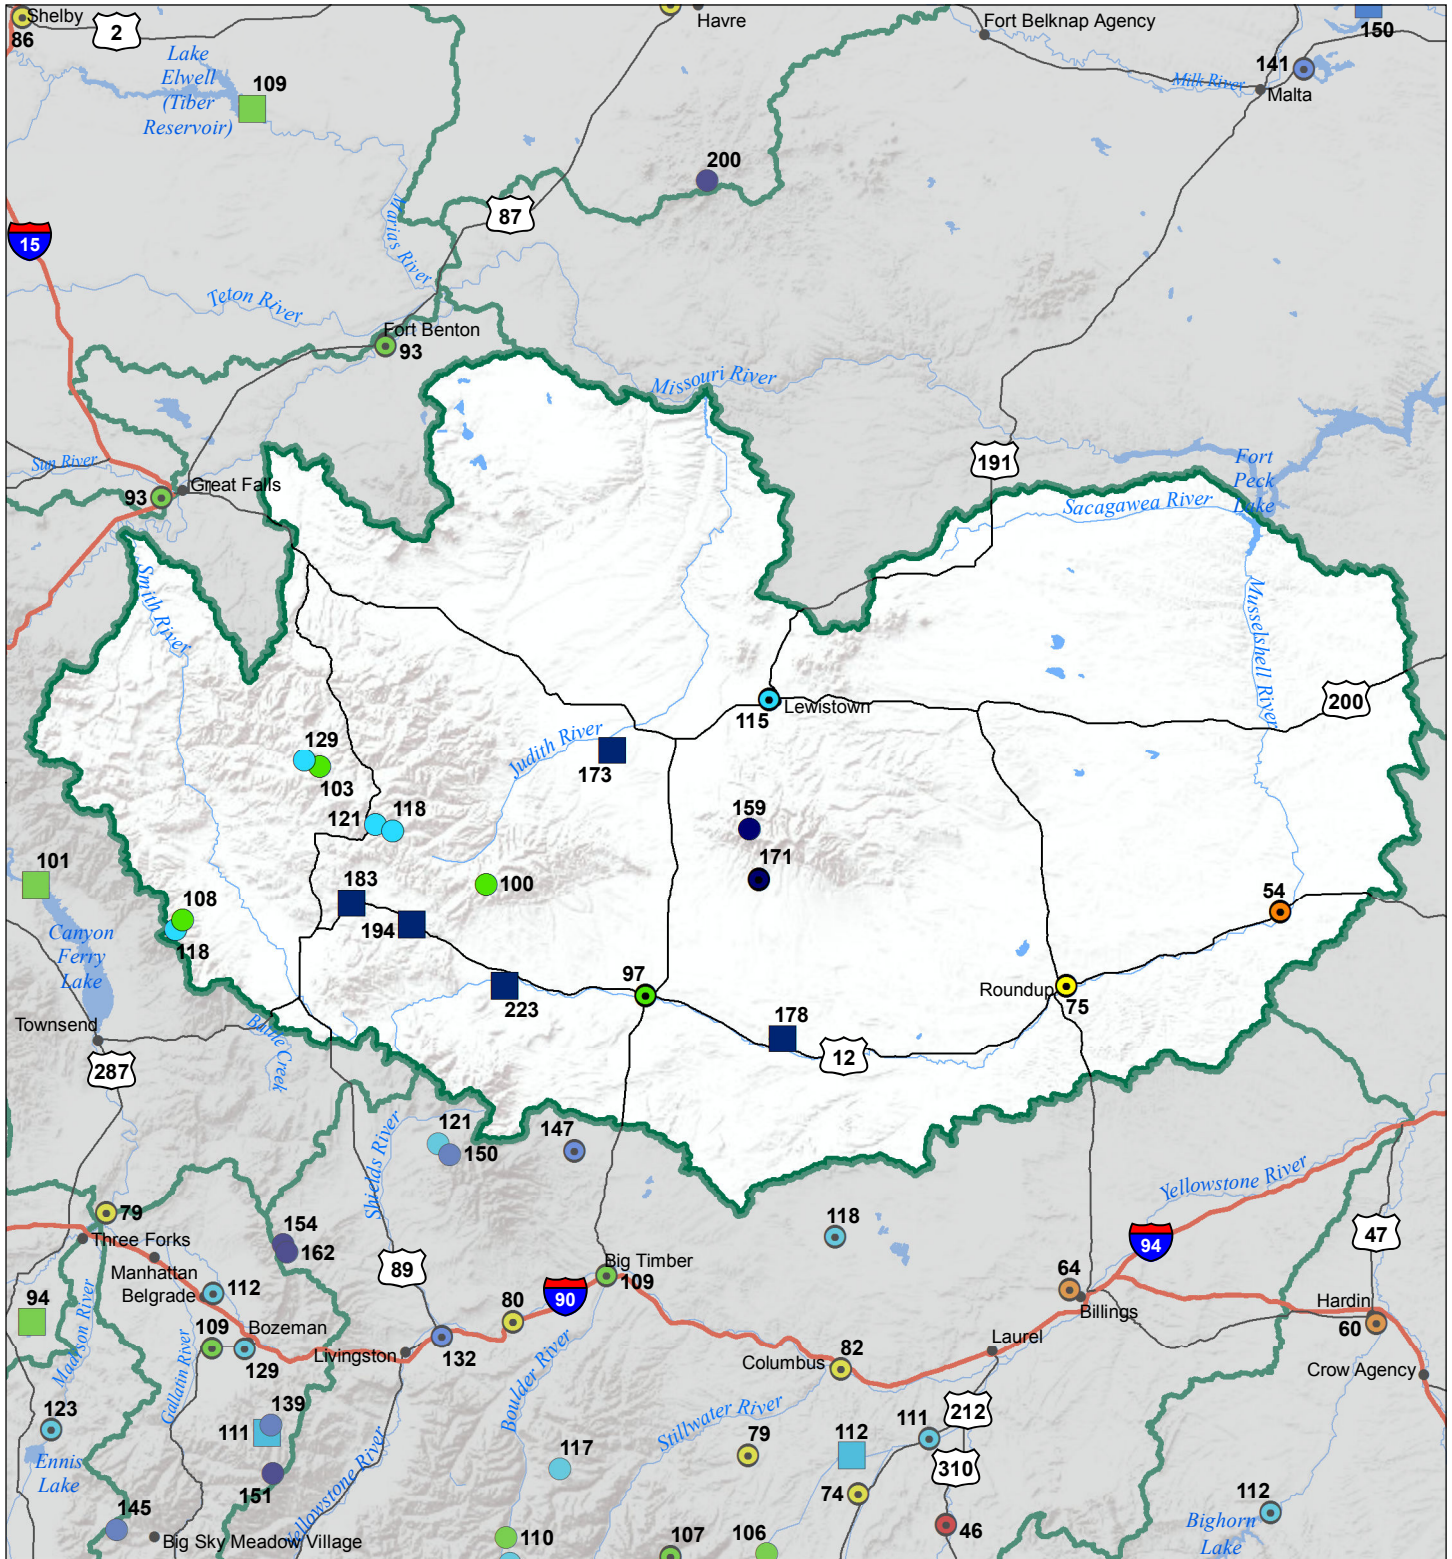 Shelby
86
2
Havre
Fort Belknap Agency
150
141
Milk River
Malta
Lake
Elwell
(Tiber
Reservoir)
109
200
87
15
Marias River
Teton River
Fort Benton
93
Missouri River
Sun River
Great Falls
93
191
Fort
Peck
Lake
Sacagawea River
Smith River
Musselshell River
200
115
Lewistown
129
103
Judith River
173
121
118
159
171
101
183
100
108
194
54
118
Canyon
Ferry
Lake
97
223
Roundup
75
178
12
Townsend
Battle Creek
287
121
150
147
Shields River
Yellowstone River
79
Three Forks
154
162
118
94
47
Manhattan
Belgrade
112
89
Big Timber
109
90
64
Billings
Hardin
60
94
Madison River
Gallatin River
109
Bozeman
129
Livingston
132
80
Boulder River
Columbus
82
Laurel
Crow Agency
123
139
111
Ennis
Lake
151
145
Big Sky Meadow Village
Yellowstone River
117
Stillwater River
79
112
111
212
310
74
46
110
107
106
112
Bighorn
Lake